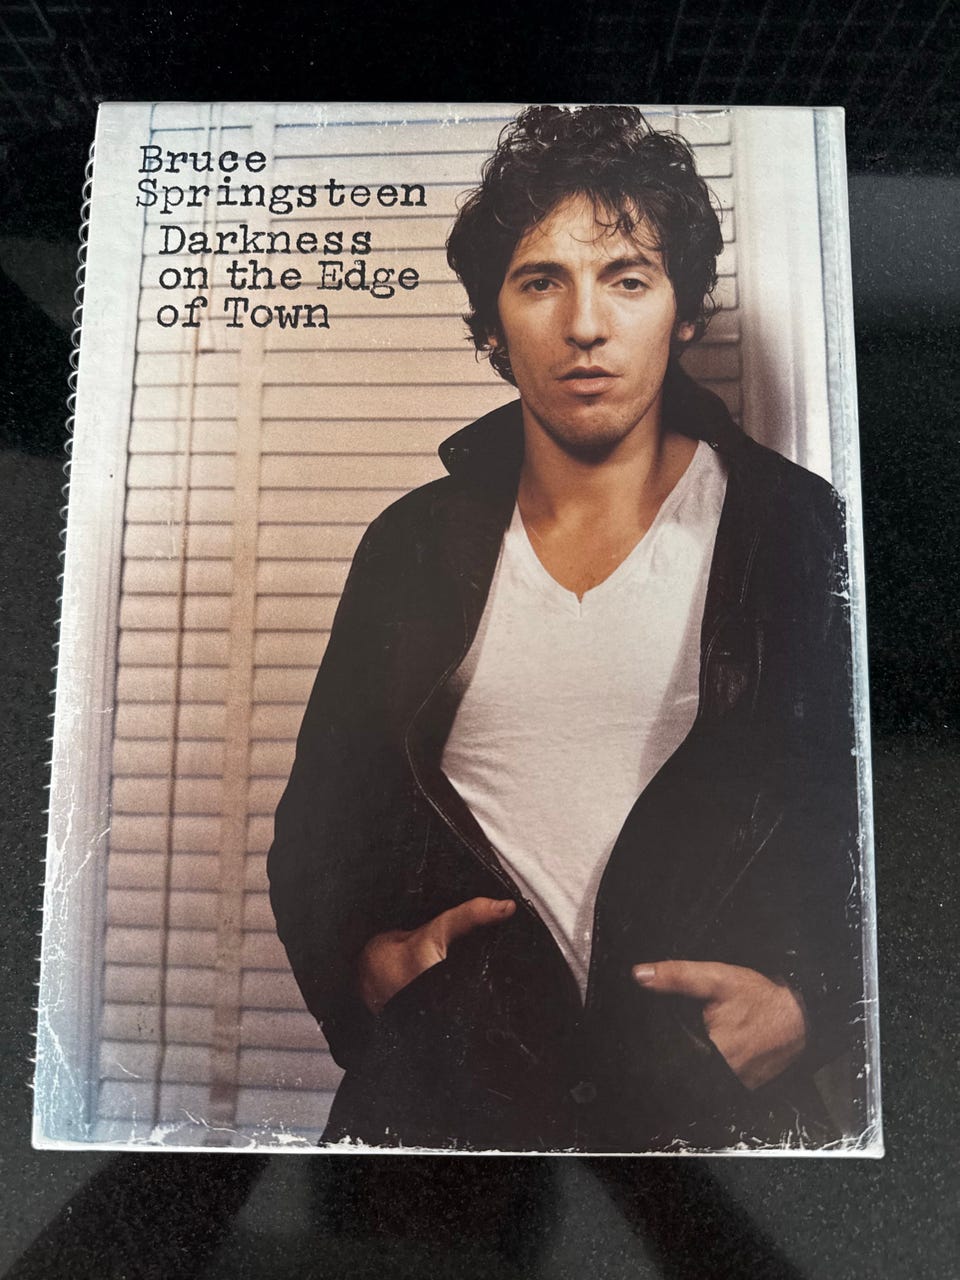 Bruce
Springsteen
Darkness
on the Edge
of Town